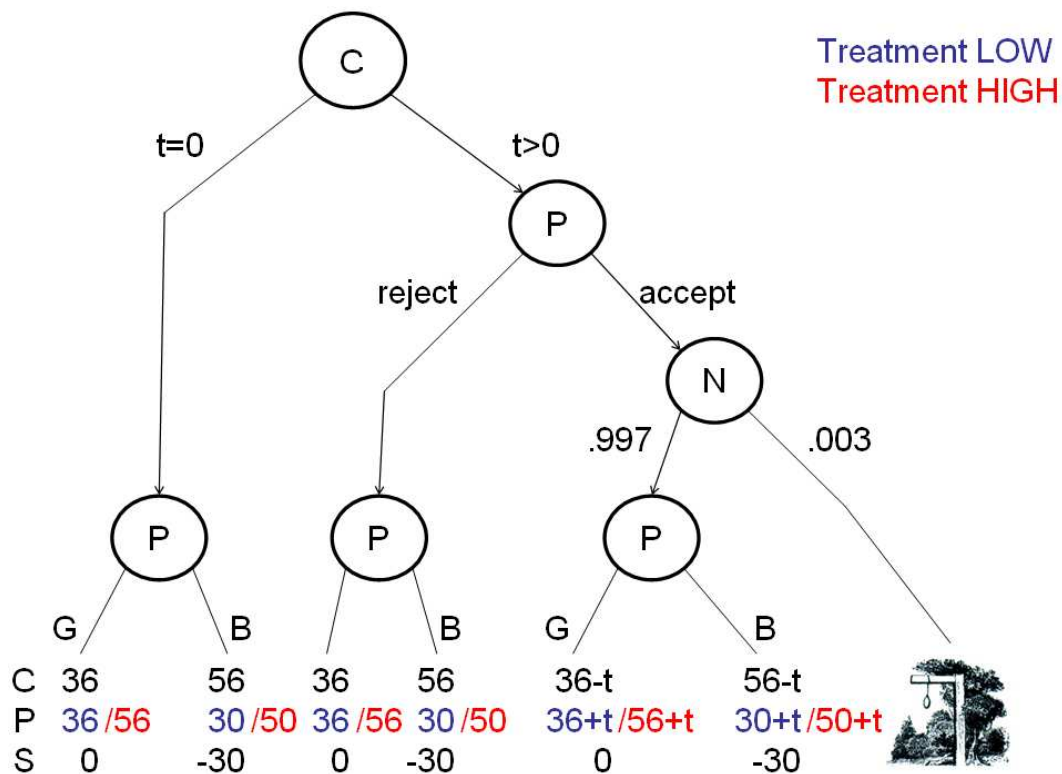 C
Treatment LOW
Treatment HIGH
t=0 t>0
P
reject accept
N
.997 .003
P P P
G B B G B
C 36 56 36 56 36-t 56-t
P 36 /56 30 /50 36 /56 30 /50 36+t /56+t 30+t /50+t
S 0 -30 0 -30 0 -30